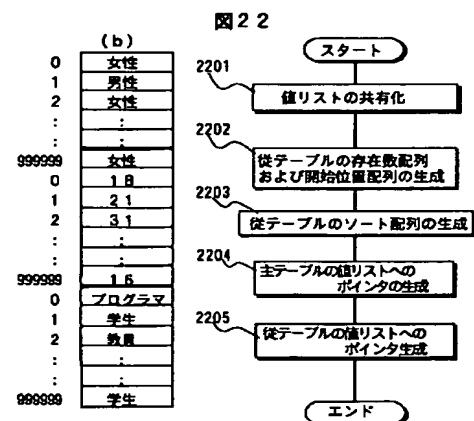 図２２
(b)
0 女性
1 男性
2 女性
: :
: :
999999 女性
0 １８
1 ２１
2 ３１
: :
: :
999999 １５
0 プログラマ
1 学生
2 教員
: :
: :
999999 学生
スタート
2201
値リストの共有化
2202
従テーブルの存在数配列
および開始位置配列の生成
2203
従テーブルのソート配列の生成
2204
主テーブルの値リストへの
ポインタの生成
2205
従テーブルの値リストへの
ポインタ生成
エンド